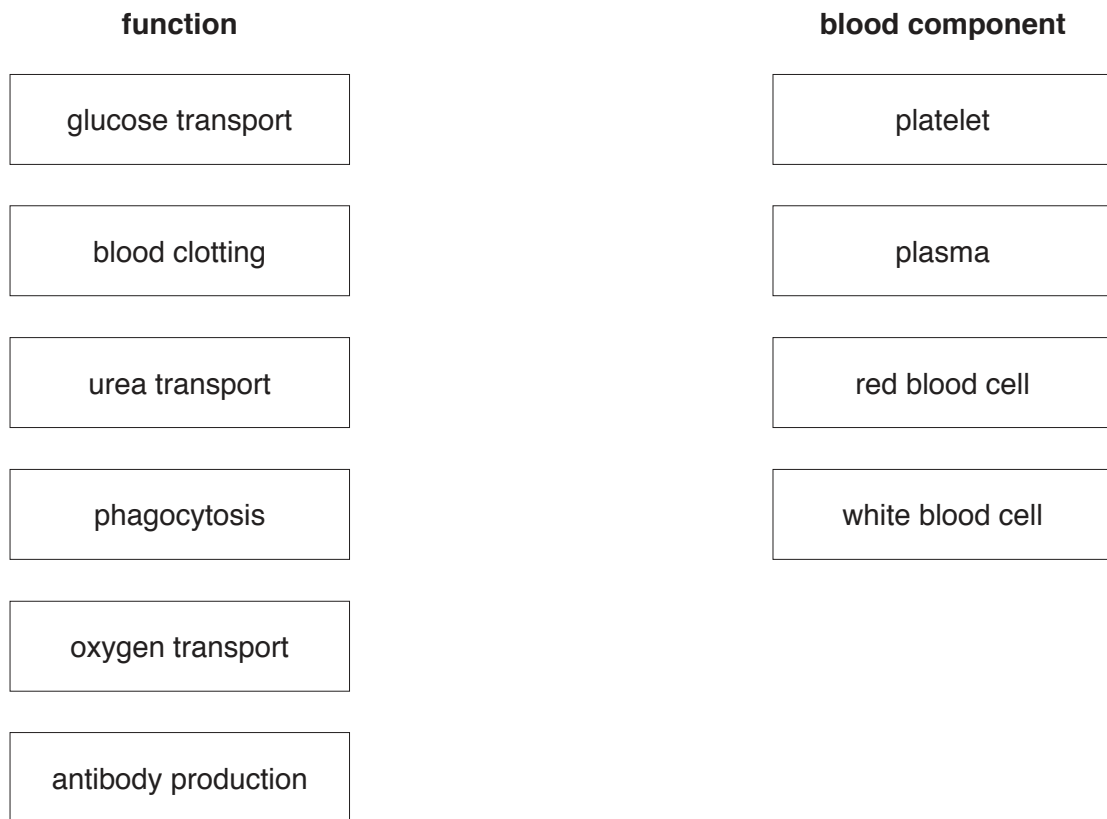 function
blood component
glucose transport
platelet
blood clotting
plasma
urea transport
red blood cell
phagocytosis
white blood cell
oxygen transport
antibody production